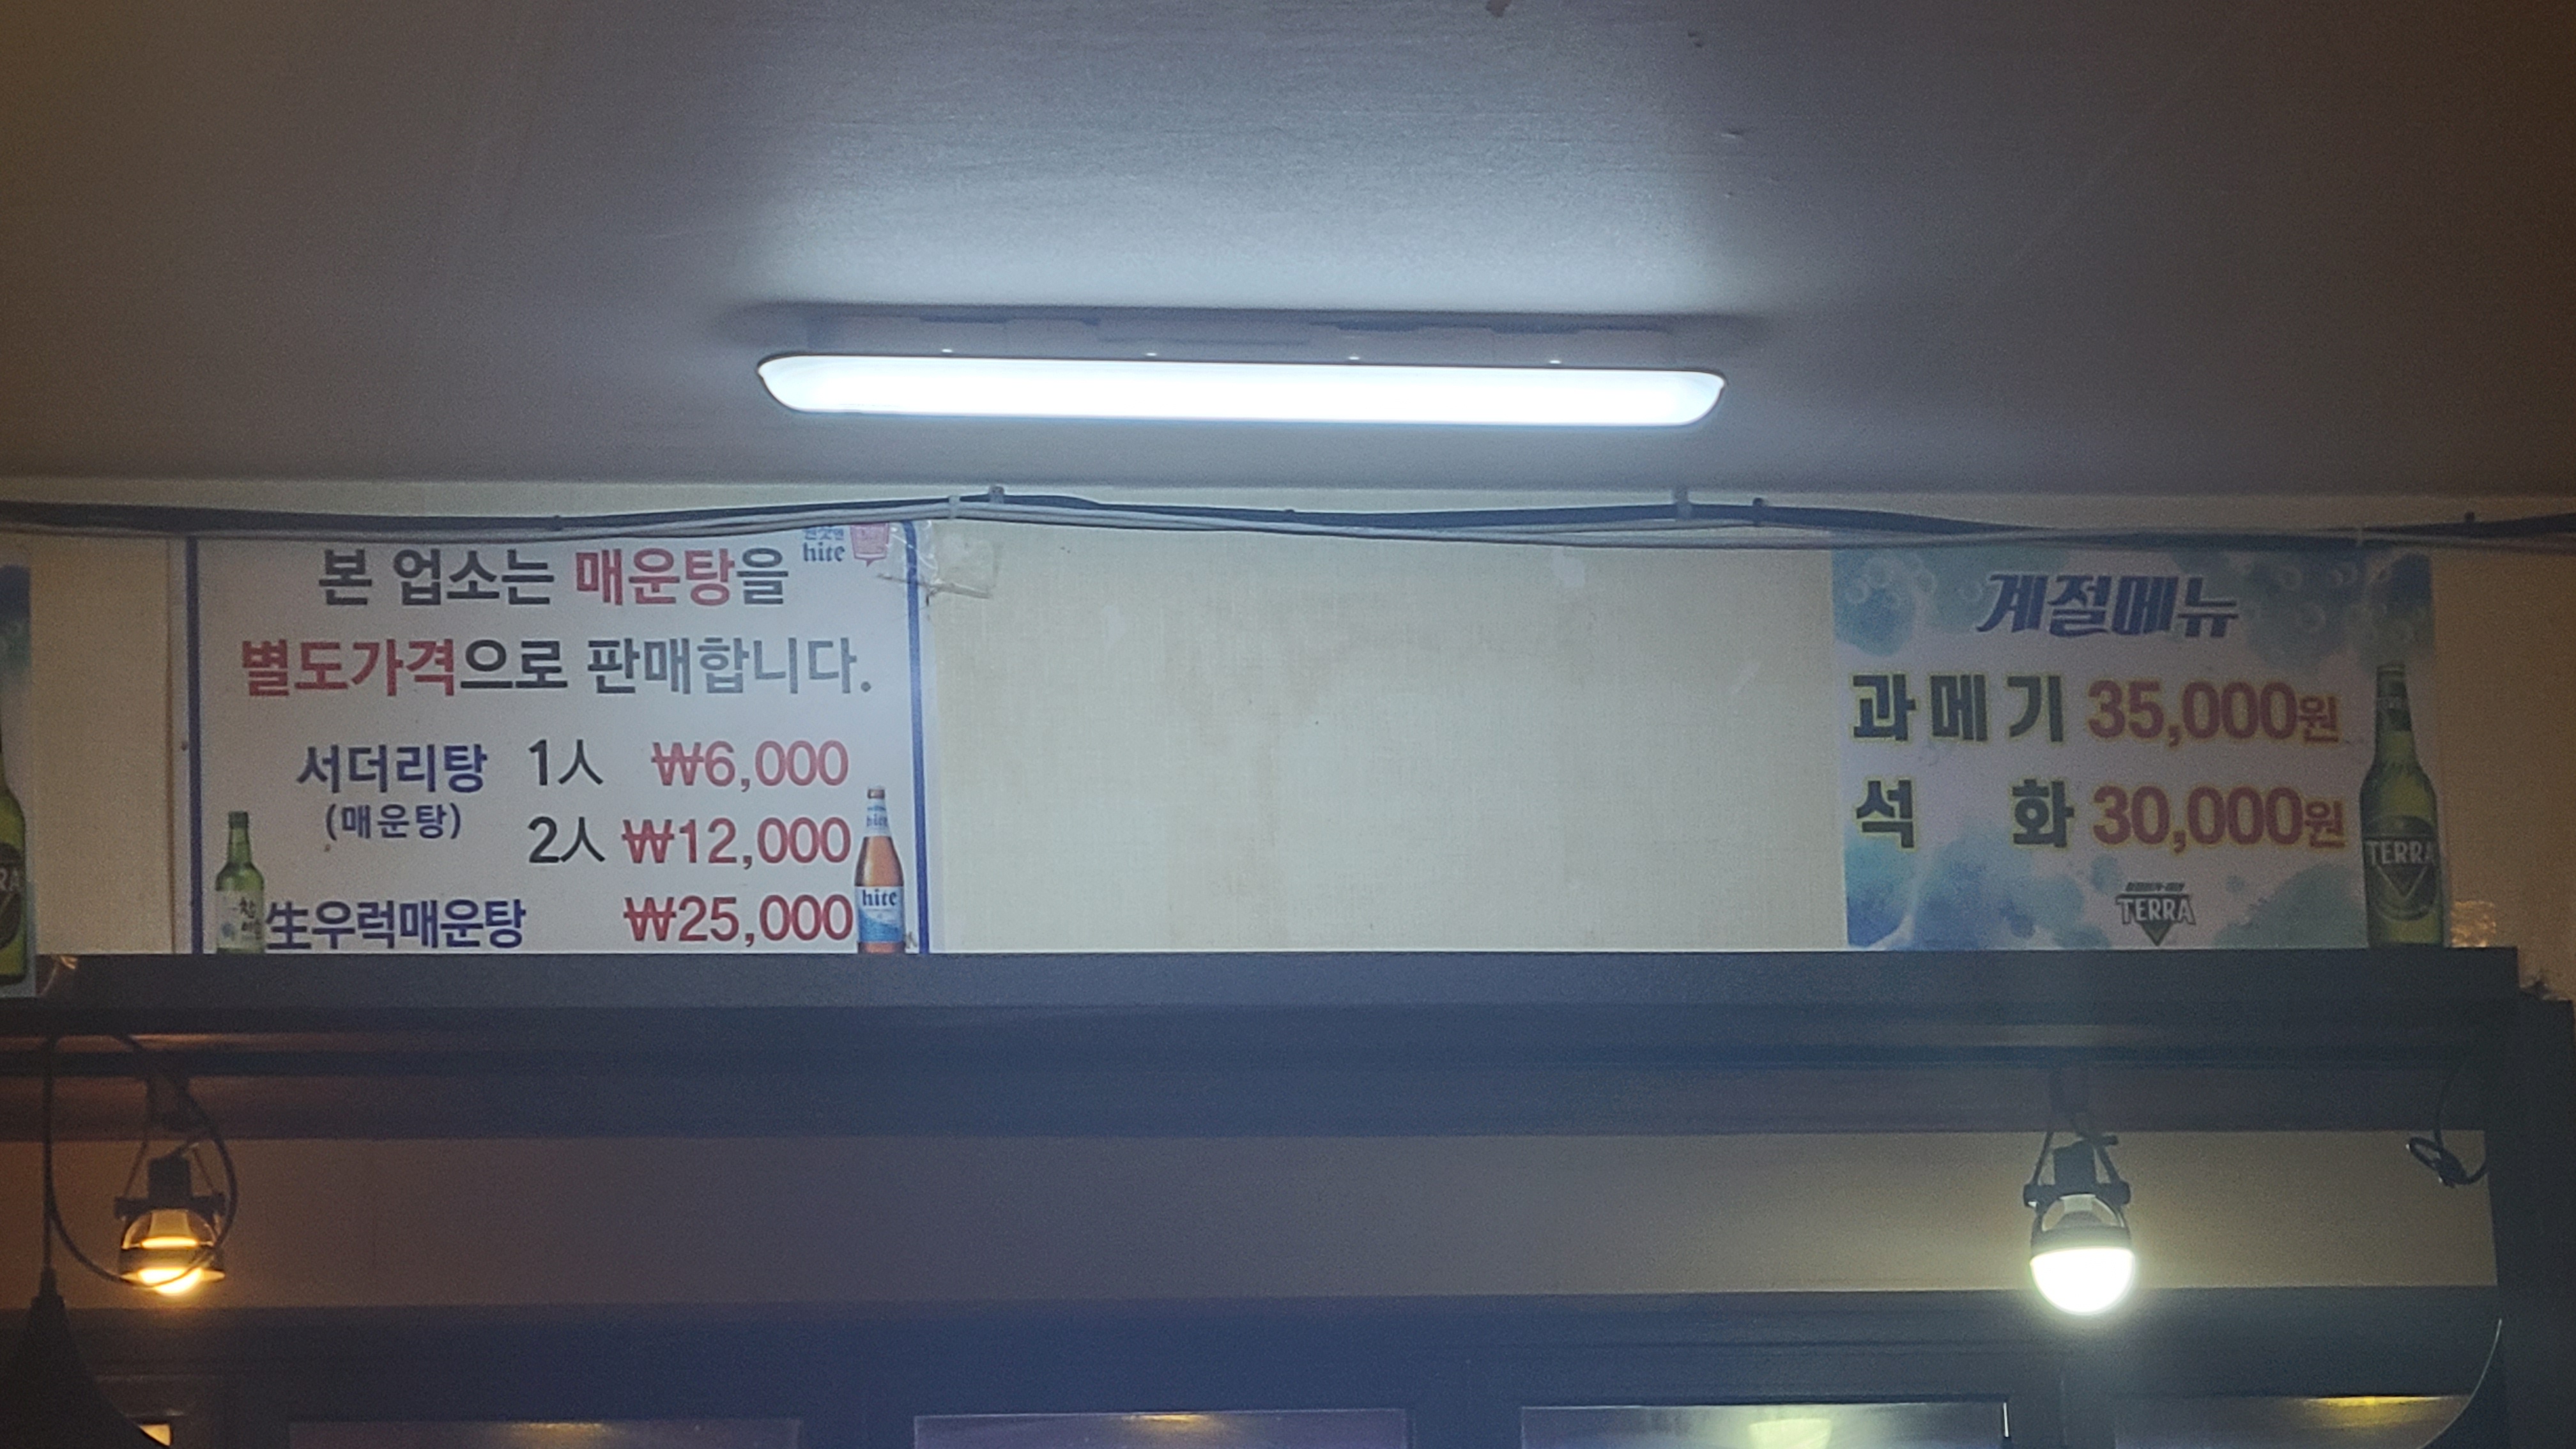 본 업소는 매운탕을
hite
別도가격으로 판매합니다.
서더리탕 1人 ₩6,000
(매운탕)
2人 ₩12,000
生우럭매운탕 ₩25,000
hite
계절메뉴
과메기 35,000원
석 화 30,000원
TERRA
TERRA
RA